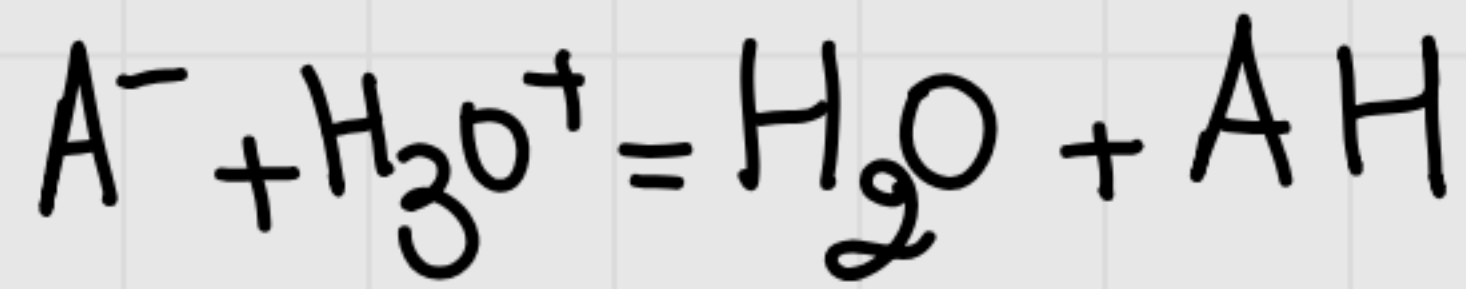 A⁻ + H₃O⁺ = H₂O + AH